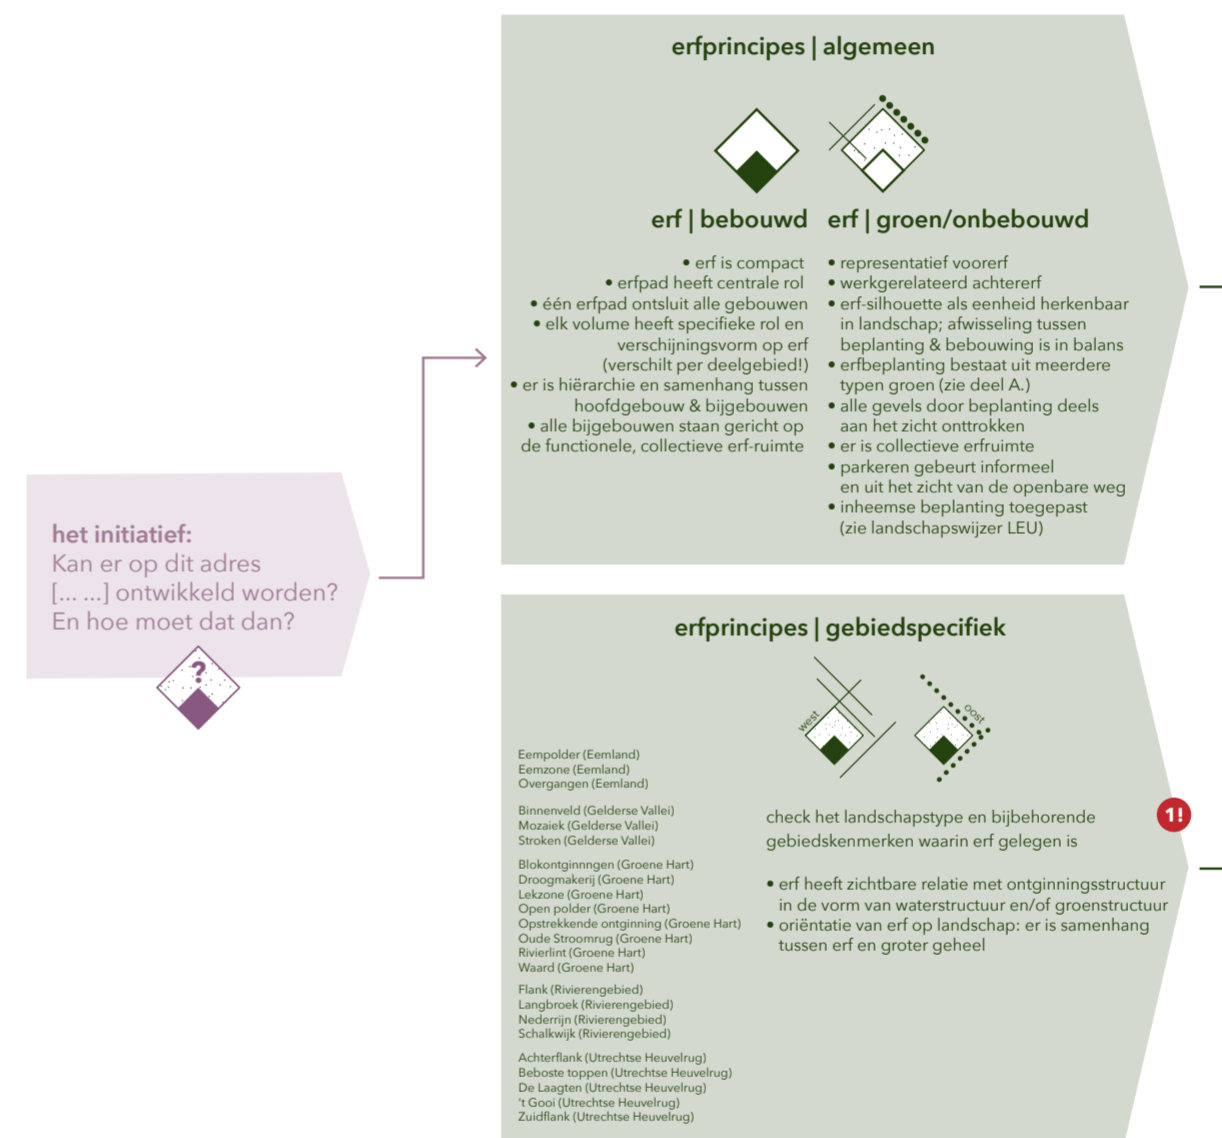 het initiatief:
Kan er op dit adres
[... ...] ontwikkeld worden?
En hoe moet dat dan?
?
erfprincipes | algemeen
erf | bebouwd
• erf is compact
• erfpad heeft centrale rol
• één erfpad ontsluit alle gebouwen
• elk volume heeft specifieke rol en
verschijningsvorm op erf
(verschilt per deelgebied!)
• er is hiërarchie en samenhang tussen
hoofdgebouw & bijgebouwen
• alle bijgebouwen staan gericht op
de functionele, collectieve erf-ruimte
erf | groen/onbebouwd
• representatief voorerf
• werkgerelateerd achtererf
• erf-silhouette als eenheid herkenbaar
in landschap; afwisseling tussen
beplanting & bebouwing is in balans
• erfbeplanting bestaat uit meerdere
typen groen (zie deel A.)
• alle gevels door beplanting deels
aan het zicht onttrokken
• er is collectieve erfruimte
• parkeren gebeurt informeel
en uit het zicht van de openbare weg
• inheemse beplanting toegepast
(zie landschapswijzer LEU)
erfprincipes | gebiedspecifiek
west
oost
Eempolder (Eemland)
Eemzone (Eemland)
Overgangen (Eemland)
Binnenveld (Gelderse Vallei)
Mozaiek (Gelderse Vallei)
Stroken (Gelderse Vallei)
Blokontginnngen (Groene Hart)
Droogmakerij (Groene Hart)
Lekzone (Groene Hart)
Open polder (Groene Hart)
Opstrekkende ontginning (Groene Hart)
Oude Stroomrug (Groene Hart)
Rivierlint (Groene Hart)
Waard (Groene Hart)
Flank (Rivierengebied)
Langbroek (Rivierengebied)
Nederrijn (Rivierengebied)
Schalkwijk (Rivierengebied)
Achterflank (Utrechtse Heuvelrug)
Beboste toppen (Utrechtse Heuvelrug)
De Laagten (Utrechtse Heuvelrug)
't Gooi (Utrechtse Heuvelrug)
Zuidflank (Utrechtse Heuvelrug)
check het landschapstype en bijbehorende
gebiedskenmerken waarin erf gelegen is
• erf heeft zichtbare relatie met ontginningsstructuur
in de vorm van waterstructuur en/of groenstructuur
• oriëntatie van erf op landschap: er is samenhang
tussen erf en groter geheel
1!